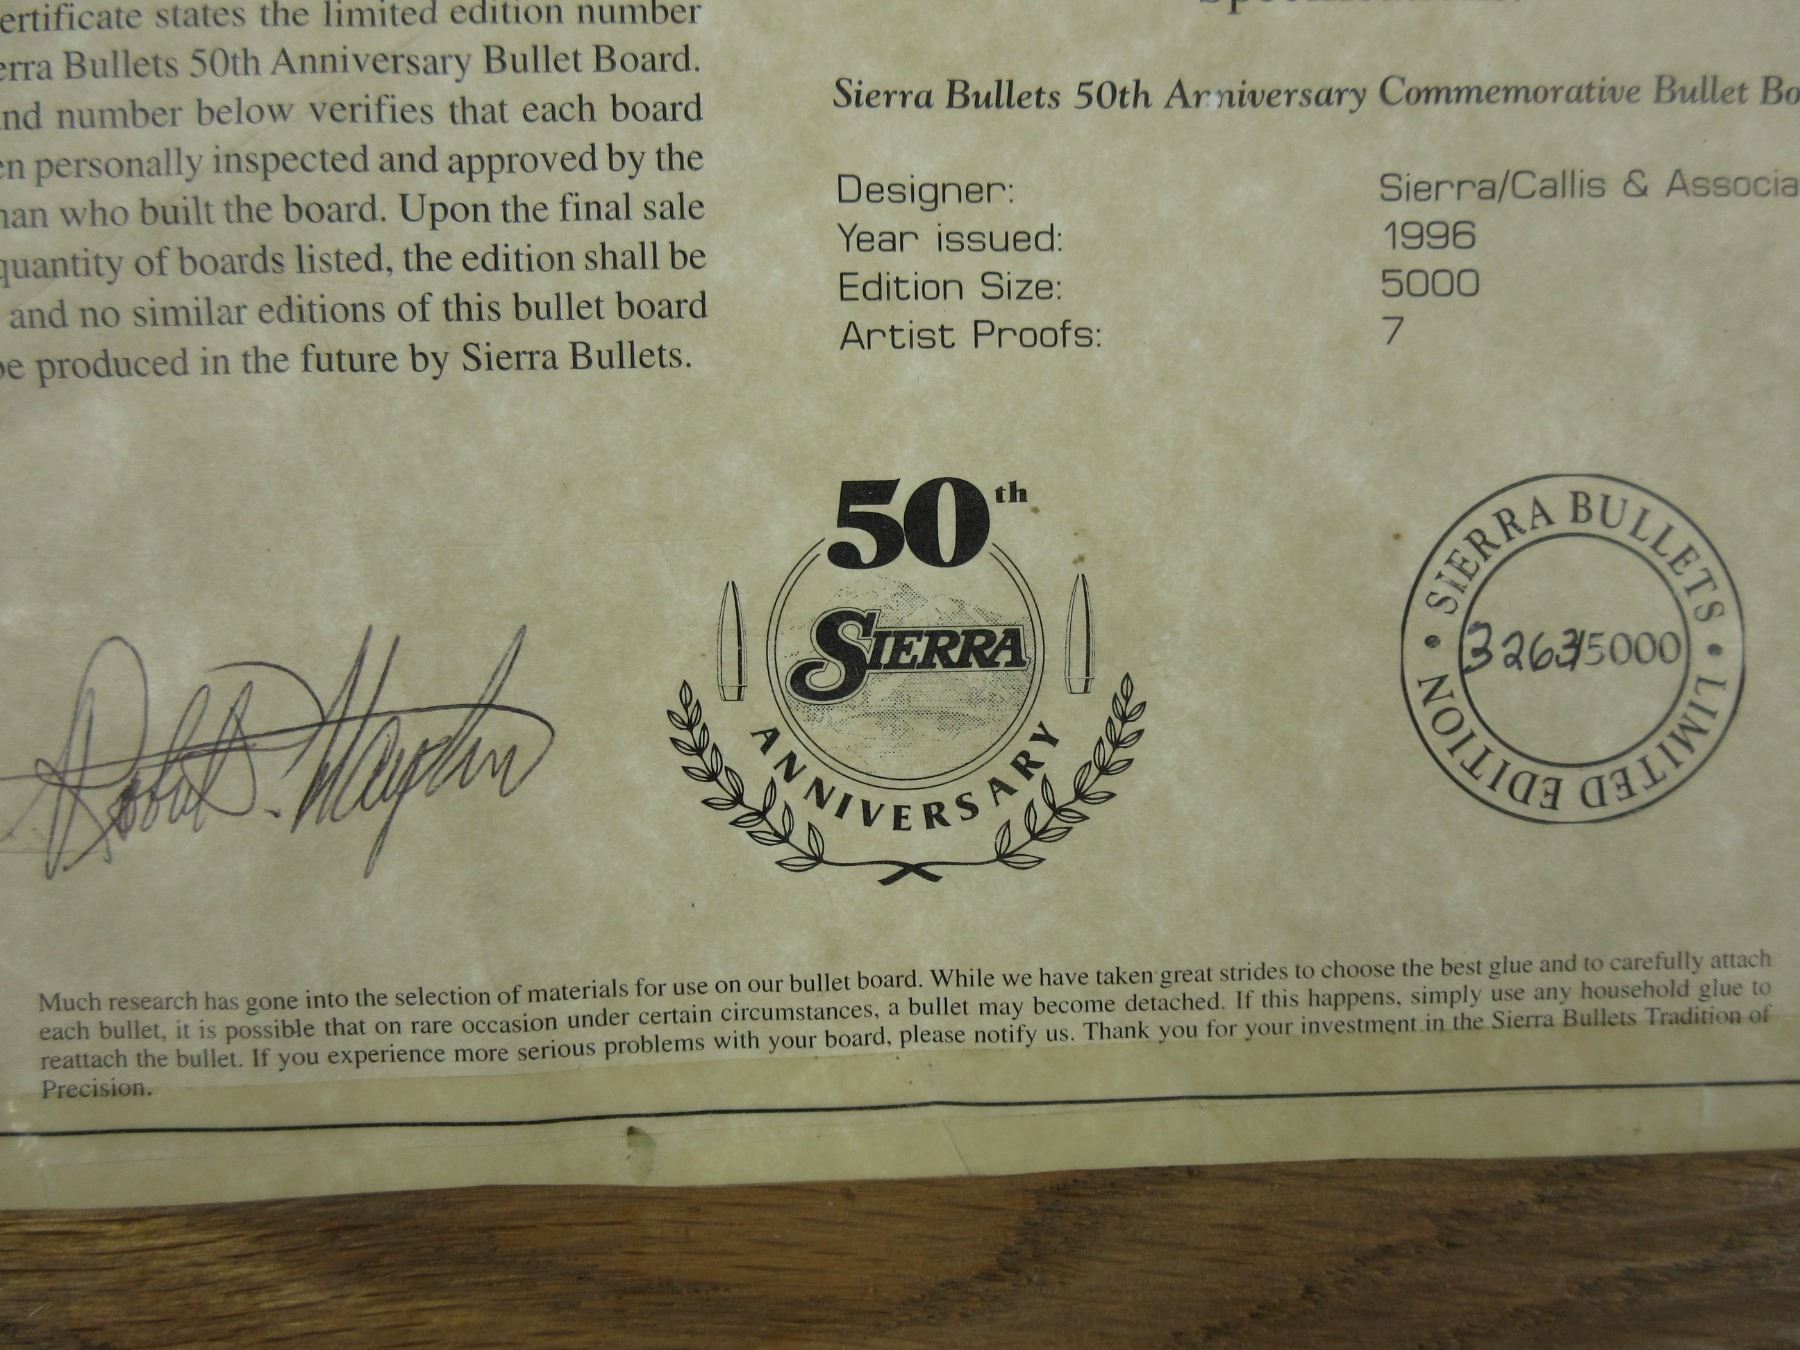 ertificate states the limited edition number
erra Bullets 50th Anniversary Bullet Board.
nd number below verifies that each board
en personally inspected and approved by the
nan who built the board. Upon the final sale
quantity of boards listed, the edition shall be
and no similar editions of this bullet board
be produced in the future by Sierra Bullets.
Sierra Bullets 50th Anniversary Commemorative Bullet Bo
Designer: Sierra/Callis & Associa
Year issued: 1996
Edition Size: 5000
Artist Proofs: 7
50th
SIERRA
ANNIVERSARY
SIERRA BULLETS • LIMITED EDITION •
3263/5000
Much research has gone into the selection of materials for use on our bullet board. While we have taken great strides to choose the best glue and to carefully attach
each bullet, it is possible that on rare occasion under certain circumstances, a bullet may become detached. If this happens, simply use any household glue to
reattach the bullet. If you experience more serious problems with your board, please notify us. Thank you for your investment in the Sierra Bullets Tradition of
Precision.